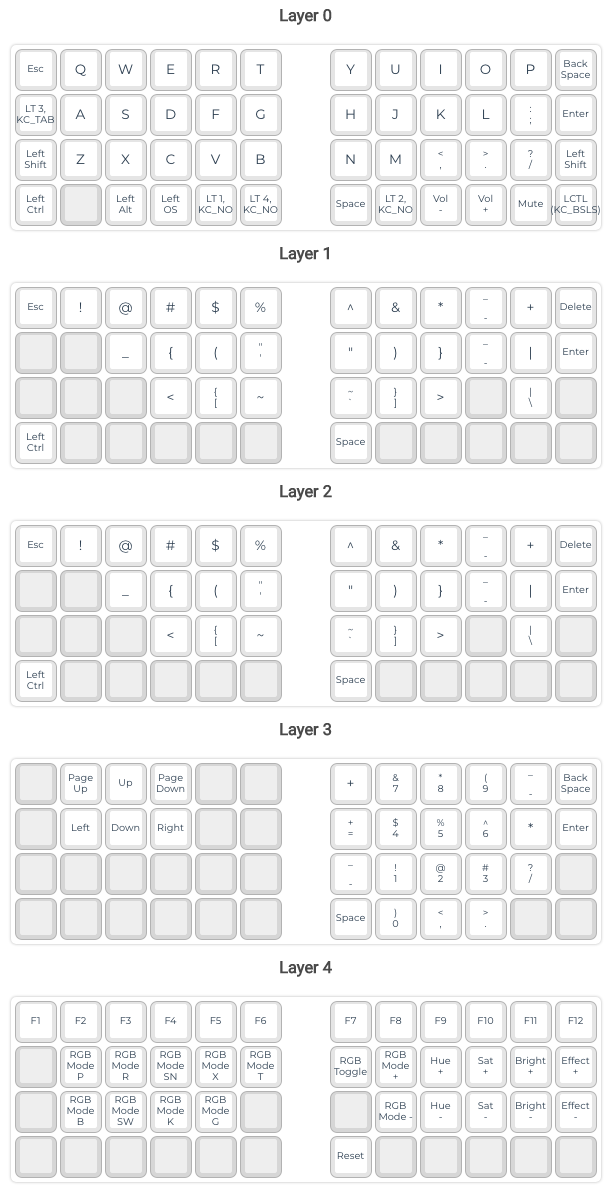 Layer 0
Esc Q W E R T Y U I O P Back Space
LT 3, KC_TAB A S D F G H J K L : ; Enter
Left Shift Z X C V B N M < , > . ? / Left Shift
Left Ctrl Left Alt Left OS LT 1, KC_NO LT 4, KC_NO Space LT 2, KC_NO Vol - Vol + Mute LCTL (KC_BSLS)
Layer 1
Esc ! @ # $ % ^ & * _ - + Delete
_ { ( " ' " ) } _ - | Enter
< { [ ~ ~ ` } ] > | \
Left Ctrl Space
Layer 2
Esc ! @ # $ % ^ & * _ - + Delete
_ { ( " ' " ) } _ - | Enter
< { [ ~ ~ ` } ] > | \
Left Ctrl Space
Layer 3
Page Up Up Page Down + & 7 * 8 ( 9 _ - Back Space
Left Down Right + = $ 4 % 5 ^ 6 * Enter
_ - ! 1 @ 2 # 3 ? /
Space ) 0 < , > .
Layer 4
F1 F2 F3 F4 F5 F6 F7 F8 F9 F10 F11 F12
RGB Mode P RGB Mode R RGB Mode SN RGB Mode X RGB Mode T RGB Toggle RGB Mode + Hue + Sat + Bright + Effect +
RGB Mode B RGB Mode SW RGB Mode K RGB Mode G RGB Mode - Hue - Sat - Bright - Effect -
Reset